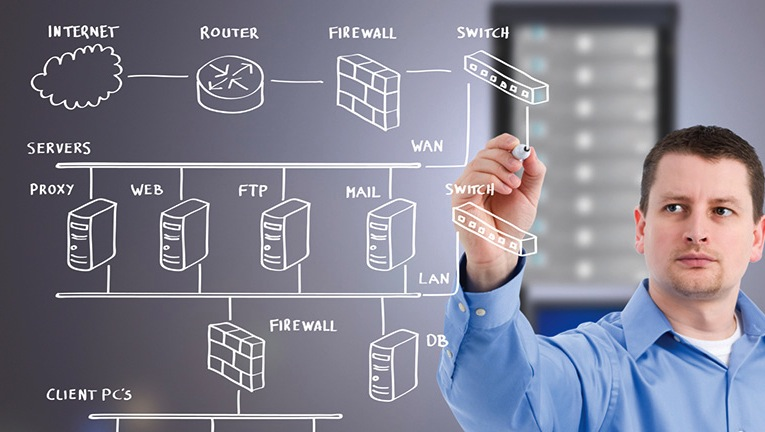 INTERNET
ROUTER
FIREWALL
SWITCH
SERVERS
WAN
PROXY
WEB
FTP
MAIL
SWITCH
LAN
FIREWALL
DB
CLIENT PC'S